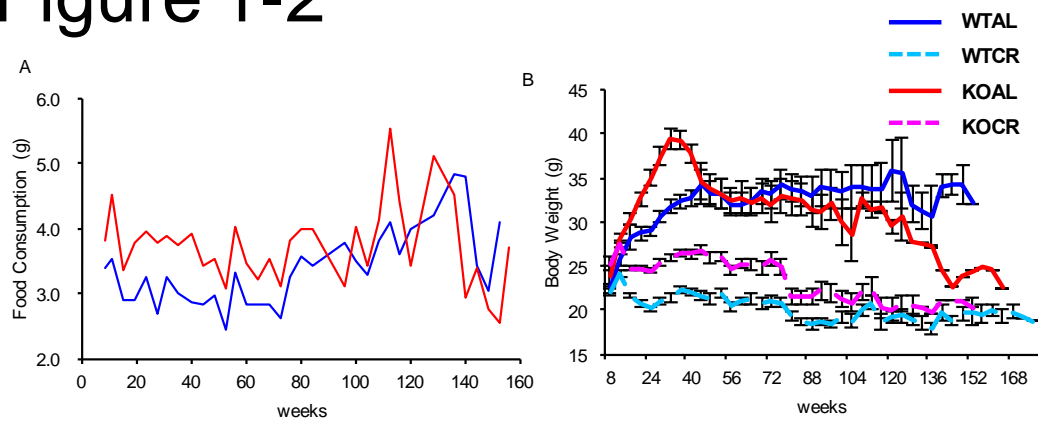 Figure 1-2
A
Food Consumption (g)
6.0
5.0
4.0
3.0
2.0
0 20 40 60 80 100 120 140 160
weeks
B
WTAL
WTCR
KOAL
KOCR
Body Weight (g)
45
40
35
30
25
20
15
8 24 40 56 72 88 104 120 136 152 168
weeks